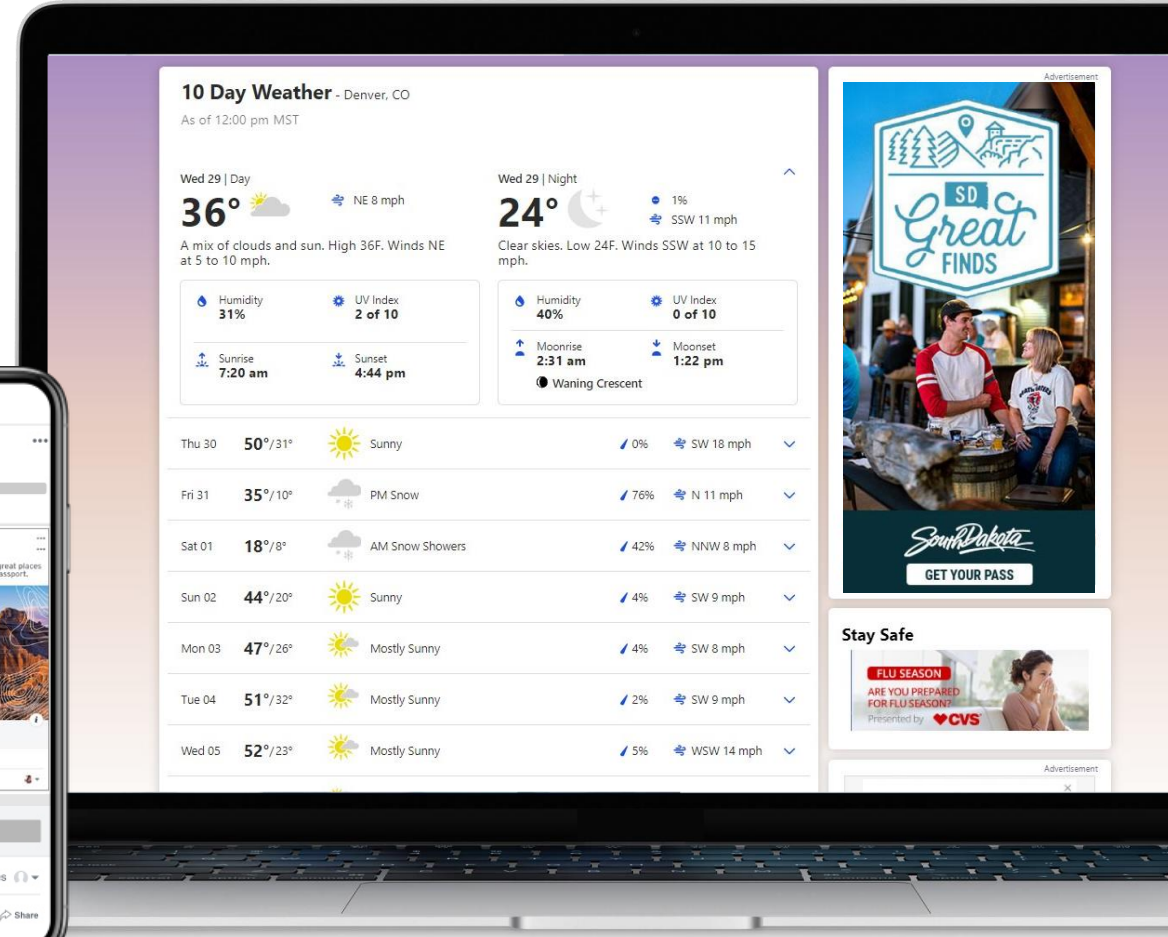 10 Day Weather - Denver, CO
As of 12:00 pm MST
Wed 29 | Day
36°
NE 8 mph
A mix of clouds and sun. High 36F. Winds NE
at 5 to 10 mph.
Humidity
31%
UV Index
2 of 10
Sunrise
7:20 am
Sunset
4:44 pm
Wed 29 | Night
24°
1%
SSW 11 mph
Clear skies. Low 24F. Winds SSW at 10 to 15
mph.
Humidity
40%
UV Index
0 of 10
Moonrise
2:31 am
Moonset
1:22 pm
Waning Crescent
Thu 30 50°/31° Sunny 0% SW 18 mph
Fri 31 35°/10° PM Snow 76% N 11 mph
Sat 01 18°/8° AM Snow Showers 42% NNW 8 mph
Sun 02 44°/20° Sunny 4% SW 9 mph
Mon 03 47°/26° Mostly Sunny 4% SW 8 mph
Tue 04 51°/32° Mostly Sunny 2% SW 9 mph
Wed 05 52°/23° Mostly Sunny 5% WSW 14 mph
Advertisement
SD
Great
FINDS
South Dakota
GET YOUR PASS
Stay Safe
FLU SEASON
ARE YOU PREPARED
FOR FLU SEASON?
Presented by CVS
Advertisement
great places
Share